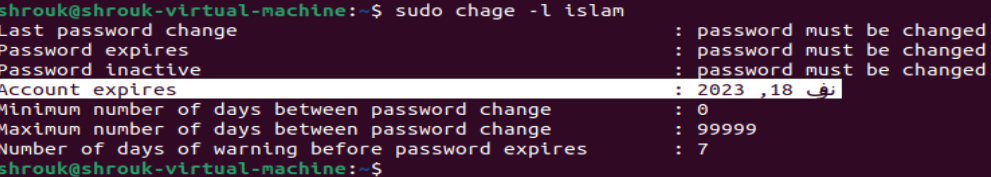 shrouk@shrouk-virtual-machine:~$ sudo chage -l islam
Last password change : password must be changed
Password expires : password must be changed
Password inactive : password must be changed
Account expires : 2023 ,18 نوف
Minimum number of days between password change : 0
Maximum number of days between password change : 99999
Number of days of warning before password expires : 7
shrouk@shrouk-virtual-machine:~$